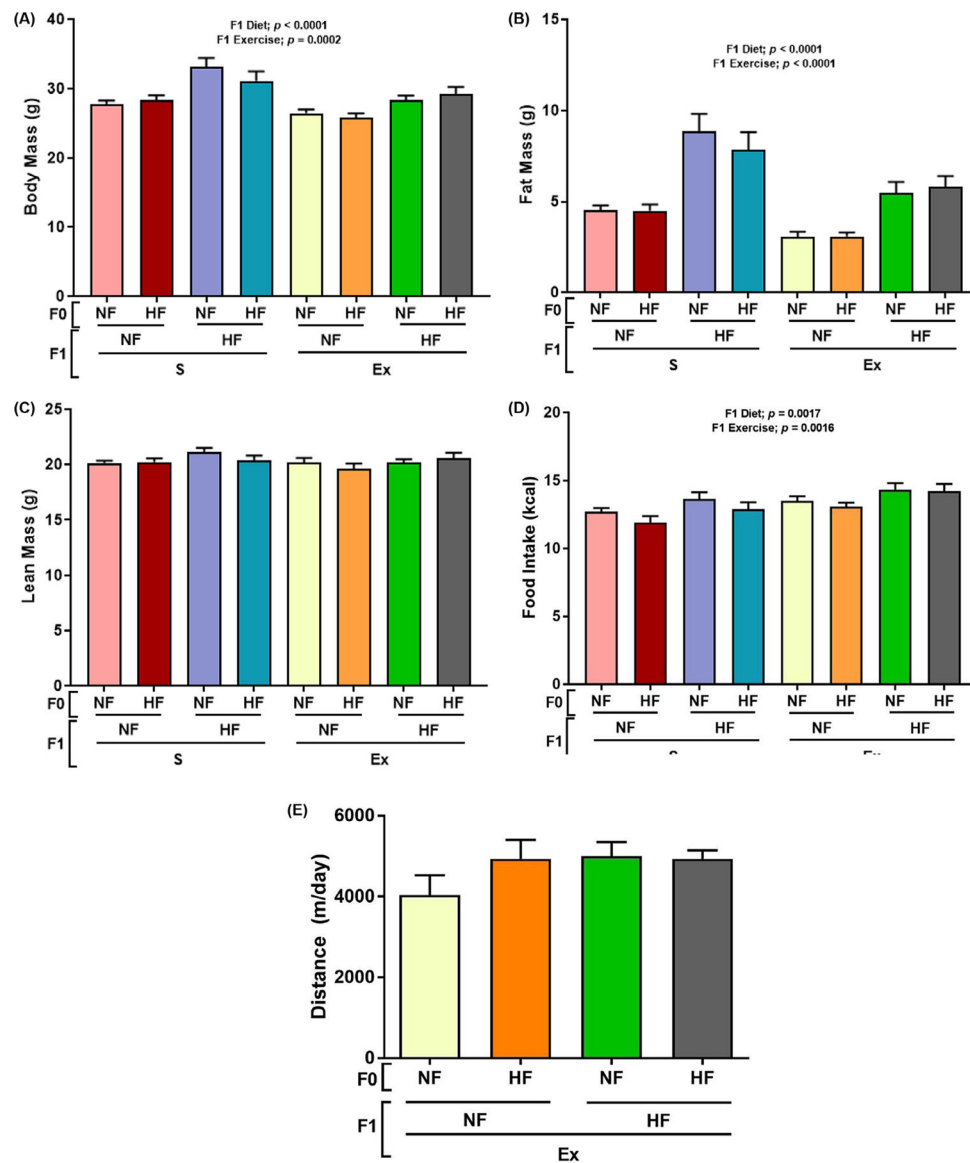 (A)
F1 Diet; p < 0.0001
F1 Exercise; p = 0.0002
Body Mass (g)
40
30
20
10
0
F0 NF HF NF HF NF HF NF HF
F1 NF HF NF HF
S Ex
(B)
F1 Diet; p < 0.0001
F1 Exercise; p < 0.0001
Fat Mass (g)
15
10
5
0
F0 NF HF NF HF NF HF NF HF
F1 NF HF NF HF
S Ex
(C)
Lean Mass (g)
25
20
15
10
5
0
F0 NF HF NF HF NF HF NF HF
F1 NF HF NF HF
S Ex
(D)
F1 Diet; p = 0.0017
F1 Exercise; p = 0.0016
Food Intake (kcal)
20
15
10
5
0
F0 NF HF NF HF NF HF NF HF
F1 NF HF NF HF
S Ex
(E)
Distance (m/day)
6000
4000
2000
0
F0 NF HF NF HF
F1 NF HF
Ex